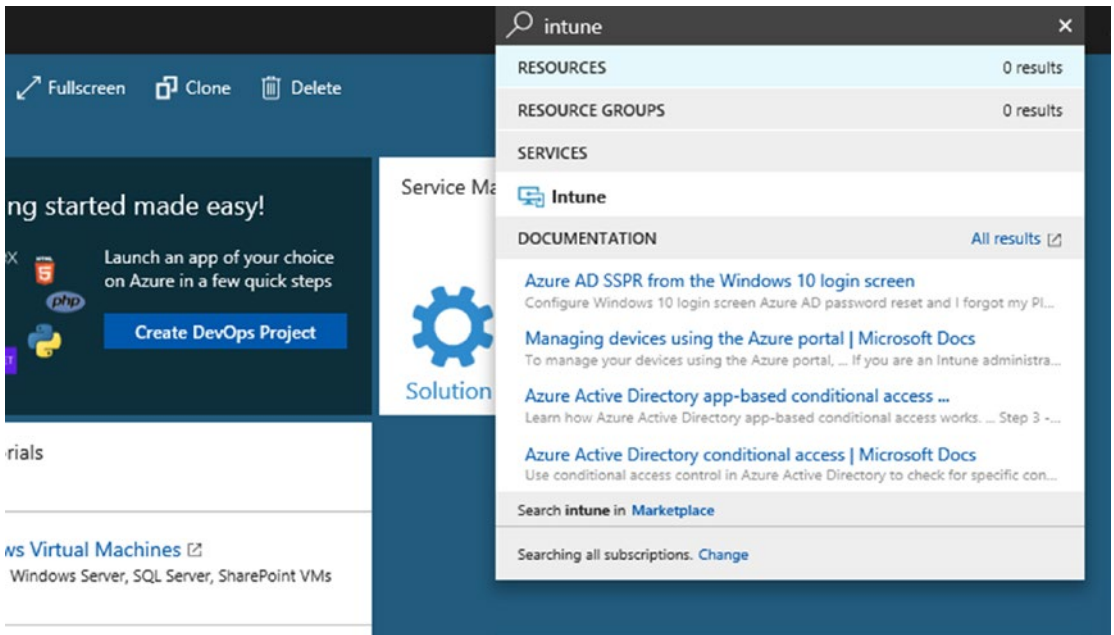 intune
RESOURCES 0 results
RESOURCE GROUPS 0 results
SERVICES
Intune
DOCUMENTATION All results
Azure AD SSPR from the Windows 10 login screen
Configure Windows 10 login screen Azure AD password reset and I forgot my PI...
Managing devices using the Azure portal | Microsoft Docs
To manage your devices using the Azure portal, ... If you are an Intune administra...
Azure Active Directory app-based conditional access ...
Learn how Azure Active Directory app-based conditional access works. ... Step 3 -...
Azure Active Directory conditional access | Microsoft Docs
Use conditional access control in Azure Active Directory to check for specific con...
Search intune in Marketplace
Searching all subscriptions. Change
Fullscreen Clone Delete
ng started made easy!
Launch an app of your choice
on Azure in a few quick steps
HTML
5
php
Create DevOps Project
Service Ma
Solution
rials
ws Virtual Machines
Windows Server, SQL Server, SharePoint VMs